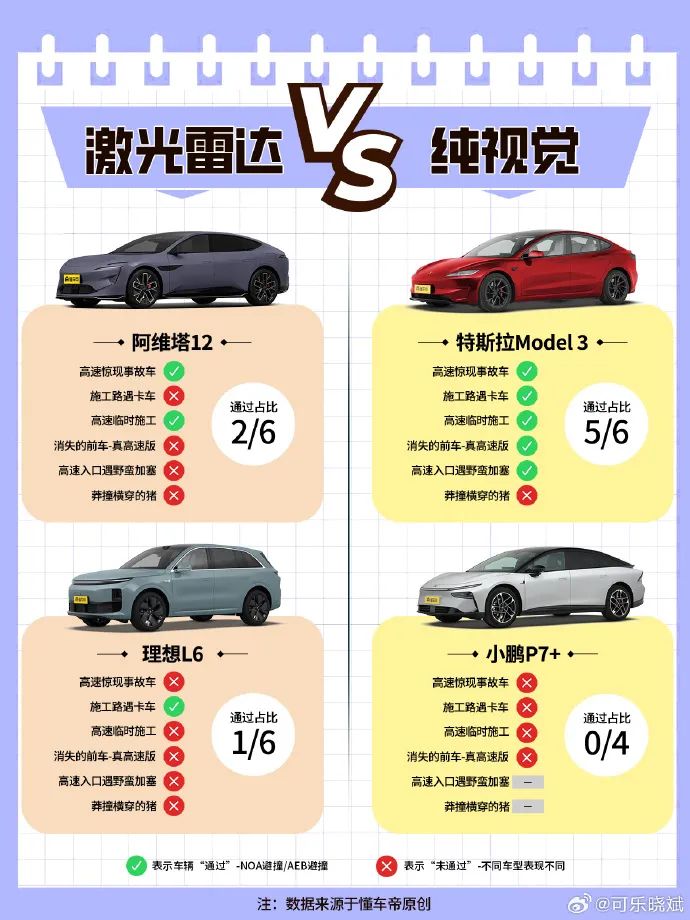 激光雷达
VS
纯视觉
阿维塔12
高速惊现事故车
施工路遇卡车
高速临时施工
消失的前车-真高速版
高速入口遇野蛮加塞
莽撞横穿的猪
通过占比
2/6
特斯拉Model 3
高速惊现事故车
施工路遇卡车
高速临时施工
消失的前车-真高速版
高速入口遇野蛮加塞
莽撞横穿的猪
通过占比
5/6
理想L6
高速惊现事故车
施工路遇卡车
高速临时施工
消失的前车-真高速版
高速入口遇野蛮加塞
莽撞横穿的猪
通过占比
1/6
小鹏P7+
高速惊现事故车
施工路遇卡车
高速临时施工
消失的前车-真高速版
高速入口遇野蛮加塞
莽撞横穿的猪
通过占比
0/4
表示车辆“通过”-NOA避撞/AEB避撞
表示“未通过”-不同车型表现不同
注：数据来源于懂车帝原创
@可乐晓斌